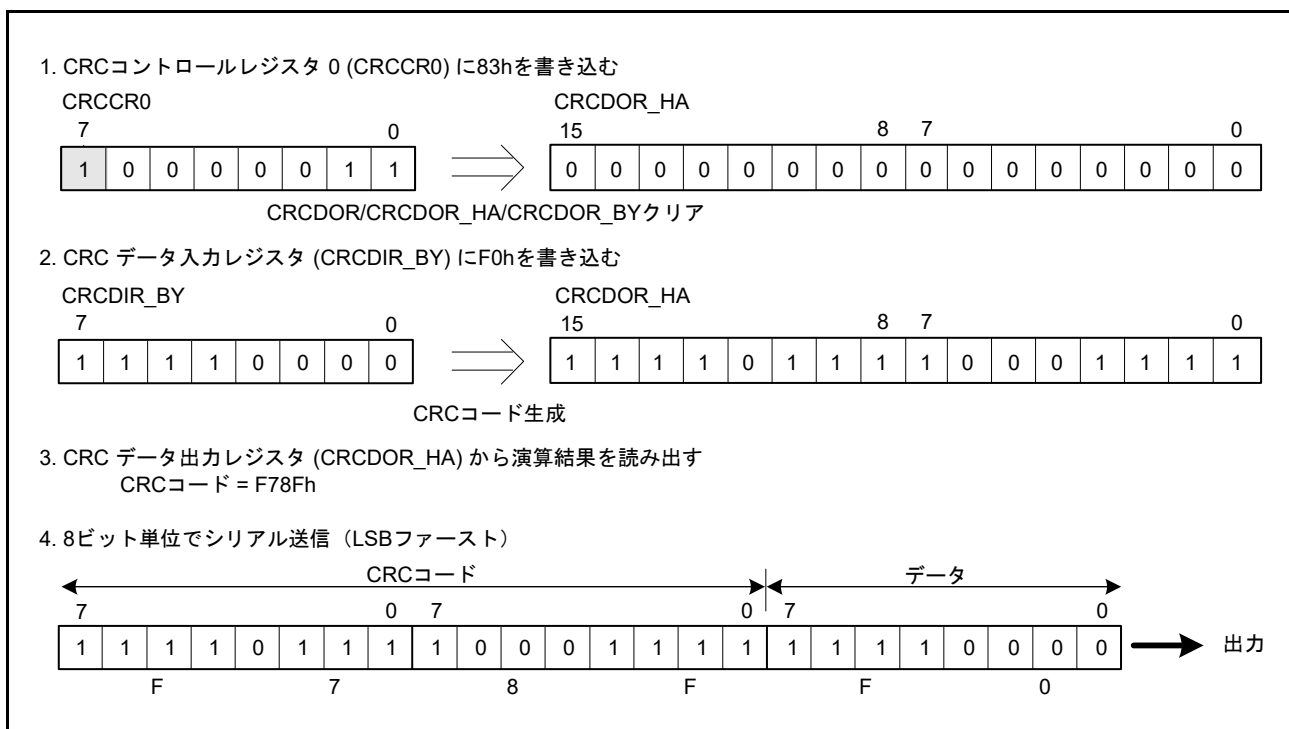 1. CRCコントロールレジスタ 0 (CRCCR0) に83hを書き込む
CRCCR0 CRCDOR_HA
7 0 15 8 7 0
1 0 0 0 0 0 1 1 0 0 0 0 0 0 0 0 0 0 0 0 0 0 0 0
CRCDOR/CRCDOR_HA/CRCDOR_BYクリア
2. CRC データ入力レジスタ (CRCDIR_BY) にF0hを書き込む
CRCDIR_BY CRCDOR_HA
7 0 15 8 7 0
1 1 1 1 0 0 0 0 1 1 1 1 0 1 1 1 1 0 0 0 1 1 1 1
CRCコード生成
3. CRC データ出力レジスタ (CRCDOR_HA) から演算結果を読み出す
CRCコード = F78Fh
4. 8ビット単位でシリアル送信（LSBファースト）
CRCコード データ
7 0 7 0 7 0
1 1 1 1 0 1 1 1 1 0 0 0 1 1 1 1 1 1 1 1 0 0 0 0 出力
F 7 8 F F 0